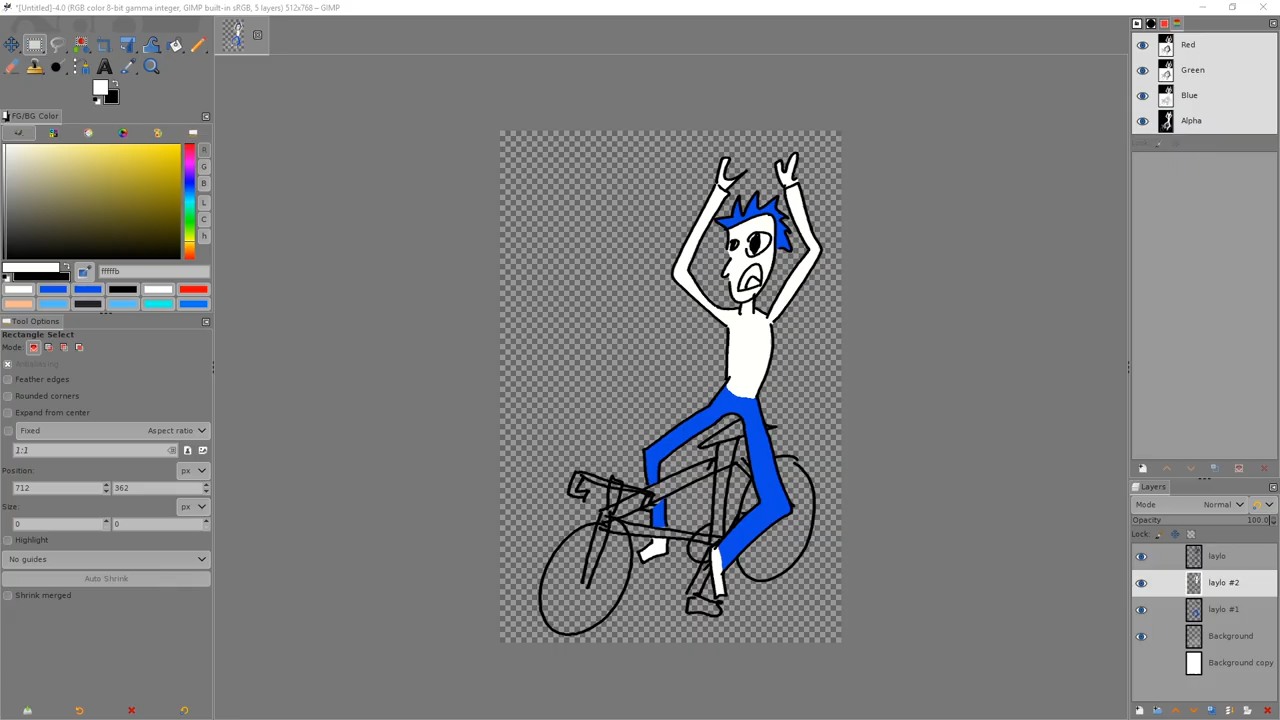 *[Untitled]-4.0 (RGB color 8-bit gamma integer, GIMP built-in sRGB, 5 layers) 512x768 – GIMP
FG/BG Color
R
G
B
L
C
h
fffffb
Tool Options
Rectangle Select
Mode:
Antialiasing
Feather edges
Rounded corners
Expand from center
Fixed Aspect ratio
1:1
Position:
px
712 362
Size:
px
0 0
Highlight
No guides
Auto Shrink
Shrink merged
Red
Green
Blue
Alpha
Lock:
Layers
Mode Normal
Opacity 100.0
Lock:
laylo
laylo #2
laylo #1
Background
Background copy